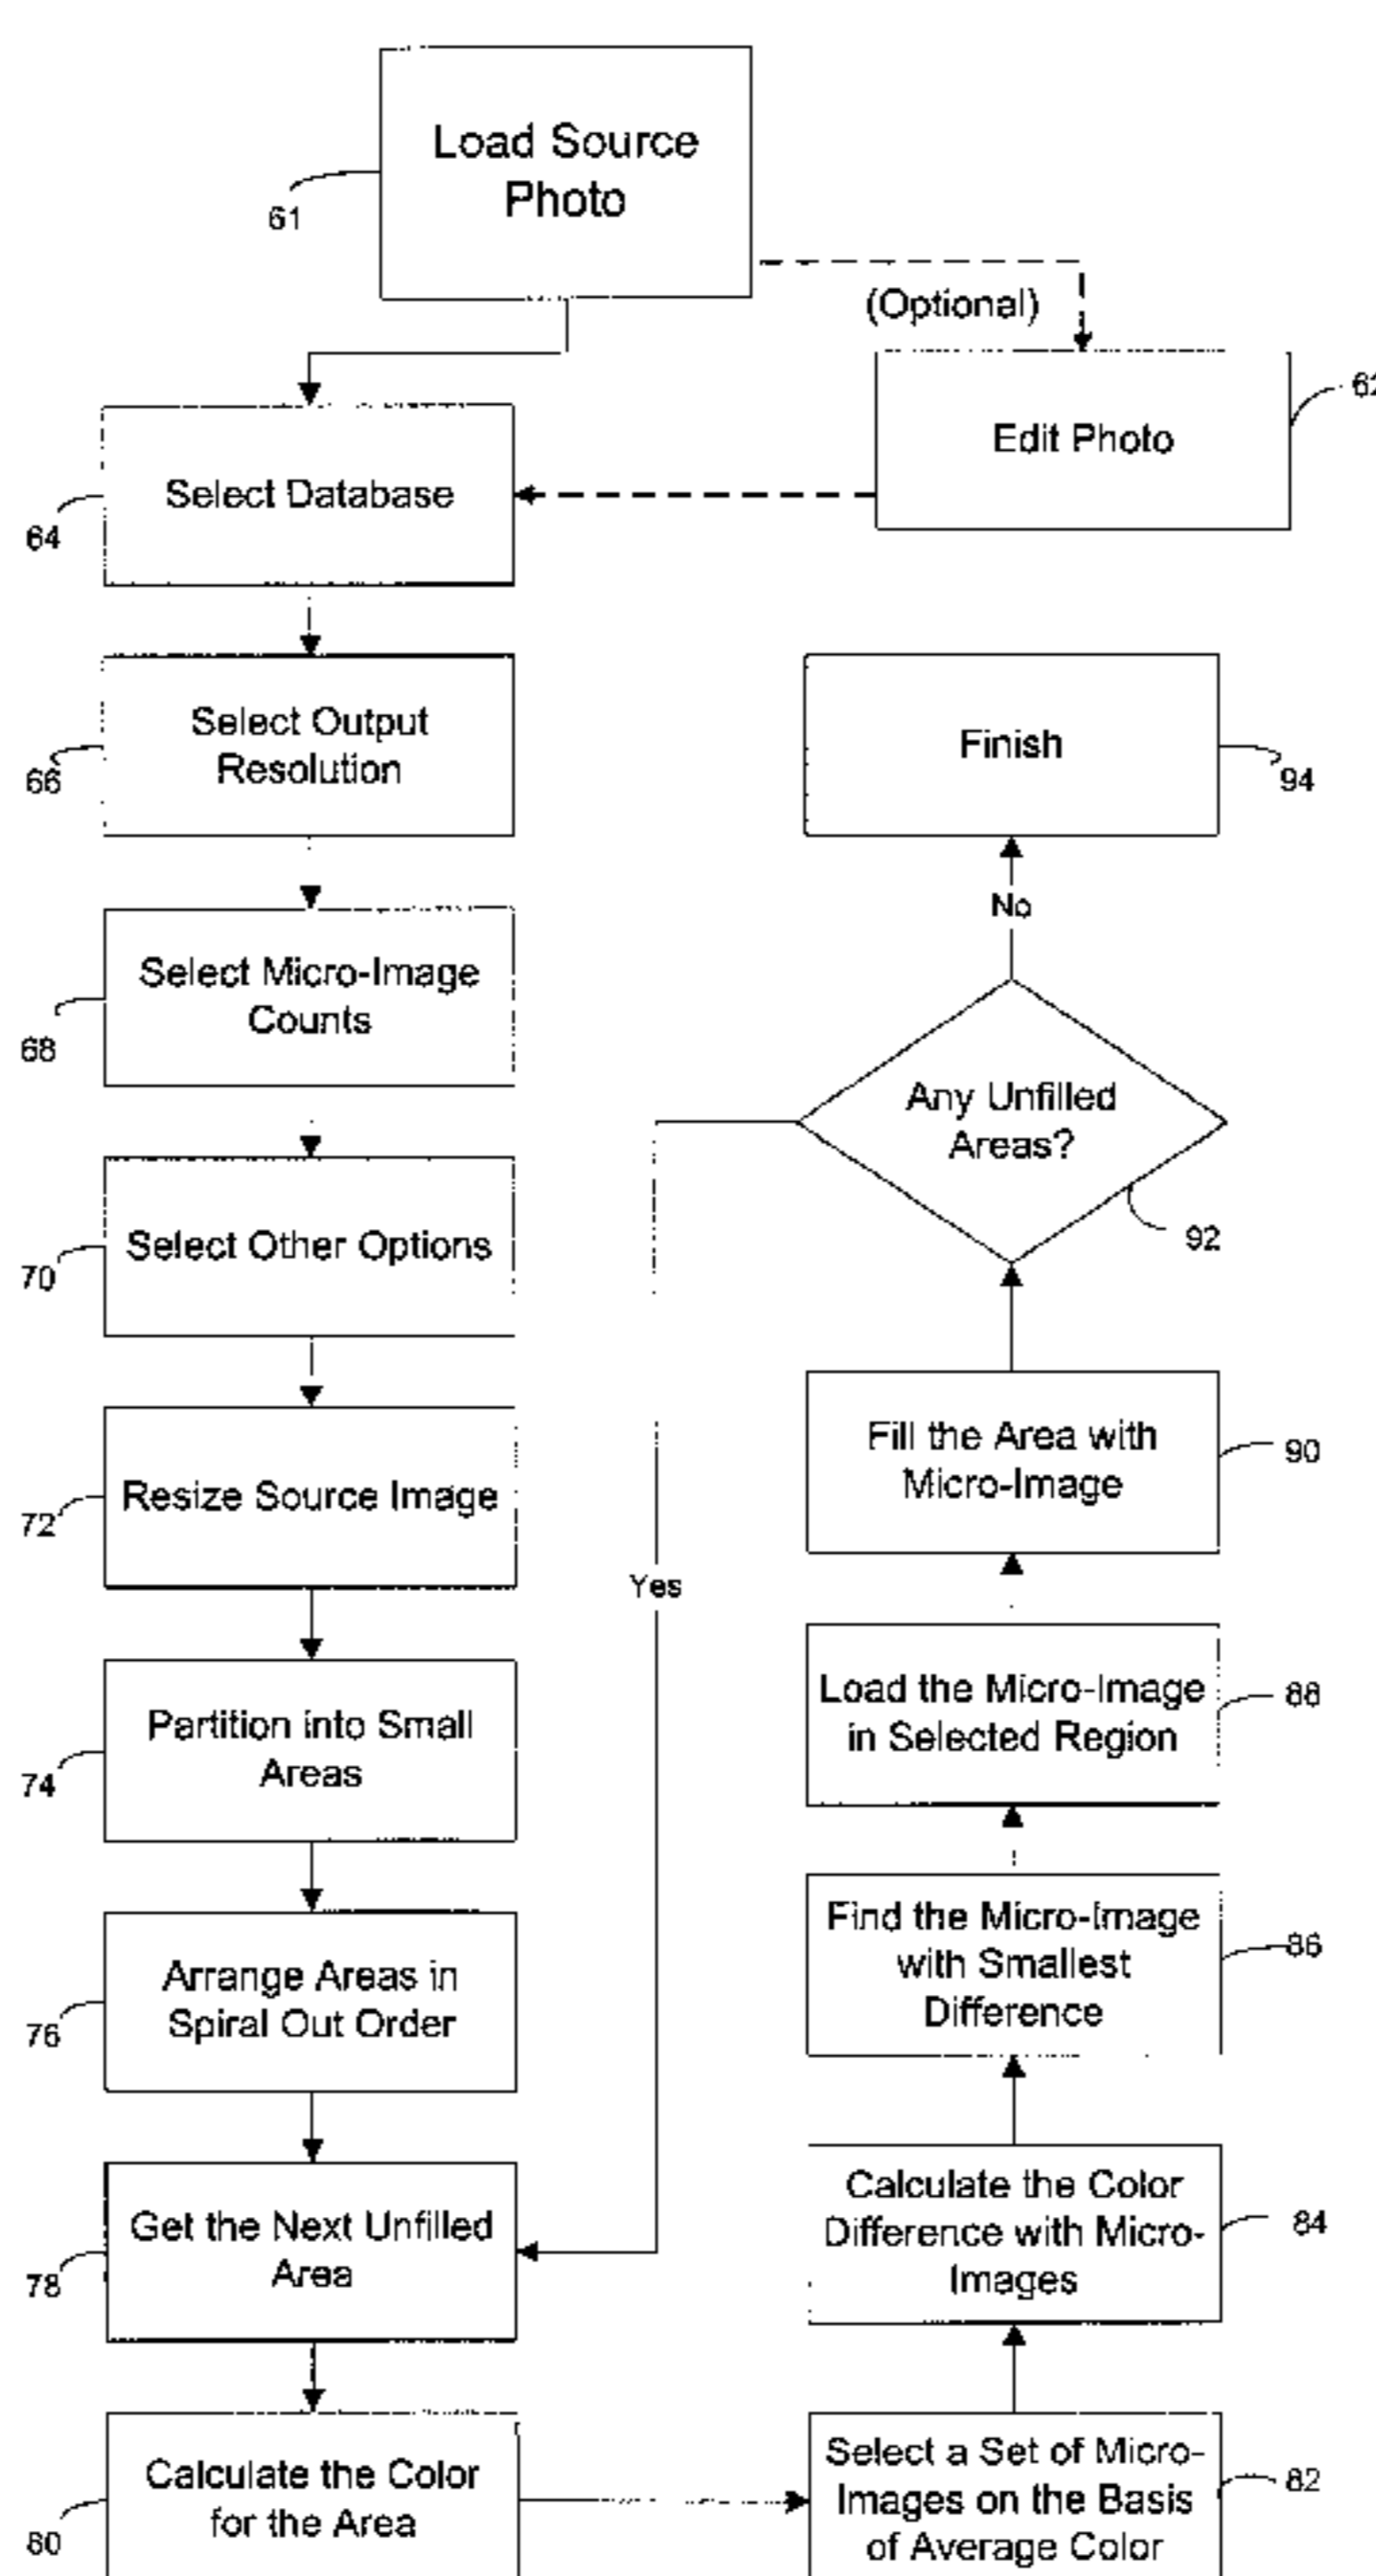 Load Source
Photo
61
(Optional)
Edit Photo
62
Select Database
64
Select Output
Resolution
66
Select Micro-Image
Counts
68
Select Other Options
70
Resize Source Image
72
Partition into Small
Areas
74
Arrange Areas in
Spiral Out Order
76
Get the Next Unfilled
Area
78
Calculate the Color
for the Area
80
Select a Set of Micro-
Images on the Basis
of Average Color
82
Calculate the Color
Difference with Micro-
Images
84
Find the Micro-Image
with Smallest
Difference
86
Load the Micro-Image
in Selected Region
88
Fill the Area with
Micro-Image
90
Any Unfilled
Areas?
92
Yes
No
Finish
94